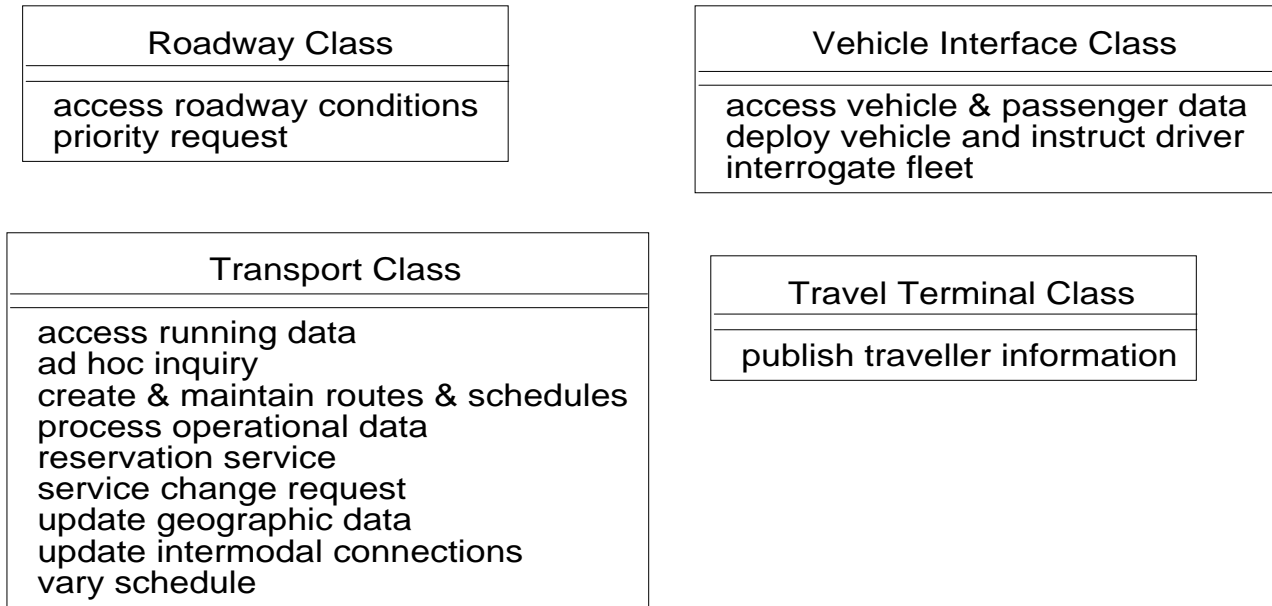 Roadway Class
access roadway conditions
priority request
Vehicle Interface Class
access vehicle & passenger data
deploy vehicle and instruct driver
interrogate fleet
Transport Class
access running data
ad hoc inquiry
create & maintain routes & schedules
process operational data
reservation service
service change request
update geographic data
update intermodal connections
vary schedule
Travel Terminal Class
publish traveller information